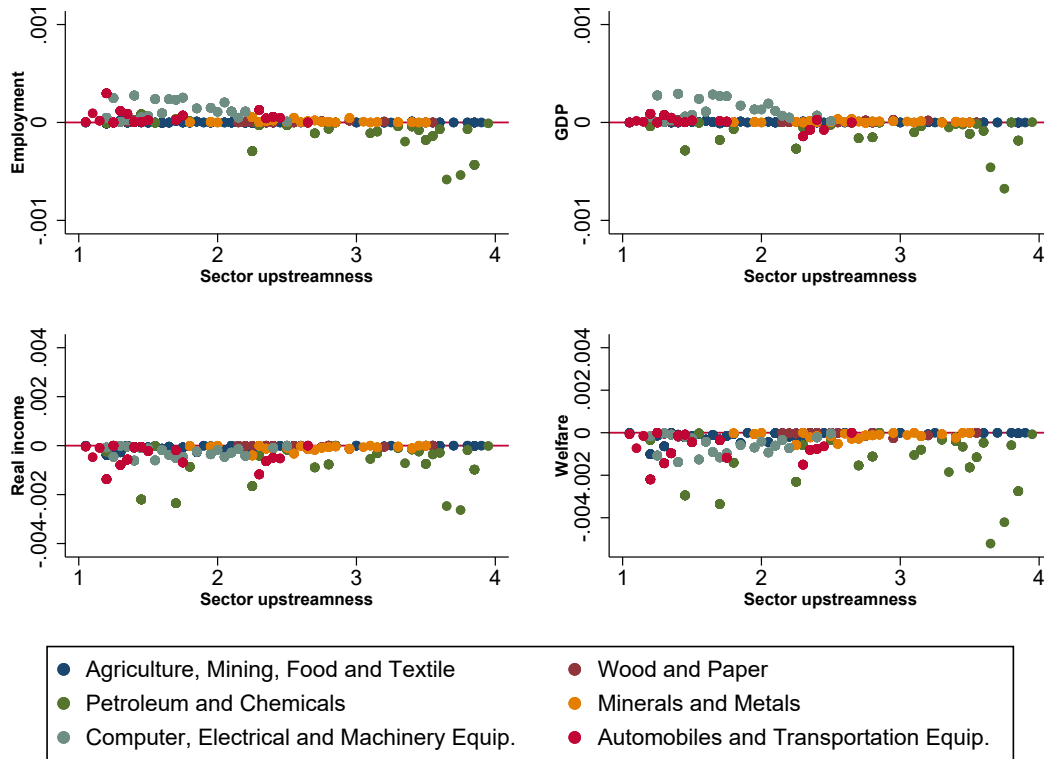 .001
0
-.001
Employment
1
2
3
4
Sector upstreamness
.001
0
-.001
GDP
1
2
3
4
Sector upstreamness
.004
.002
0
-.002
-.004
Real income
1
2
3
4
Sector upstreamness
.004
.002
0
-.002
-.004
Welfare
1
2
3
4
Sector upstreamness
Agriculture, Mining, Food and Textile
Wood and Paper
Petroleum and Chemicals
Minerals and Metals
Computer, Electrical and Machinery Equip.
Automobiles and Transportation Equip.